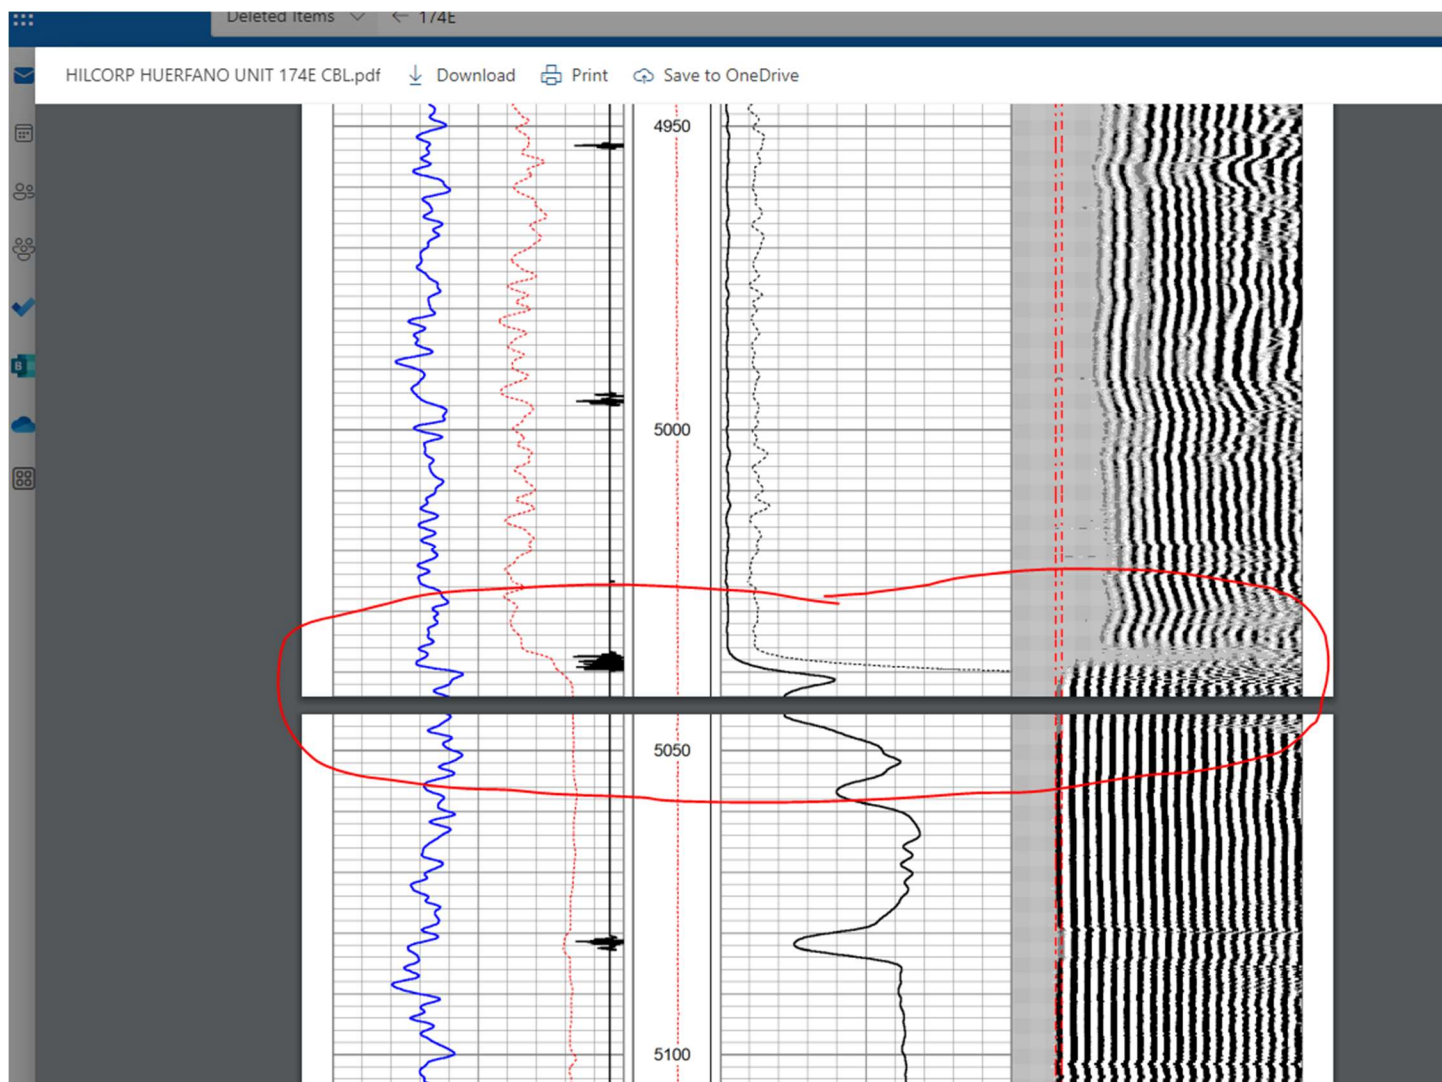 Deleted Items 174E
HILCORP HUERFANO UNIT 174E CBL.pdf Download Print Save to OneDrive
4950
B
5000
5050
5100